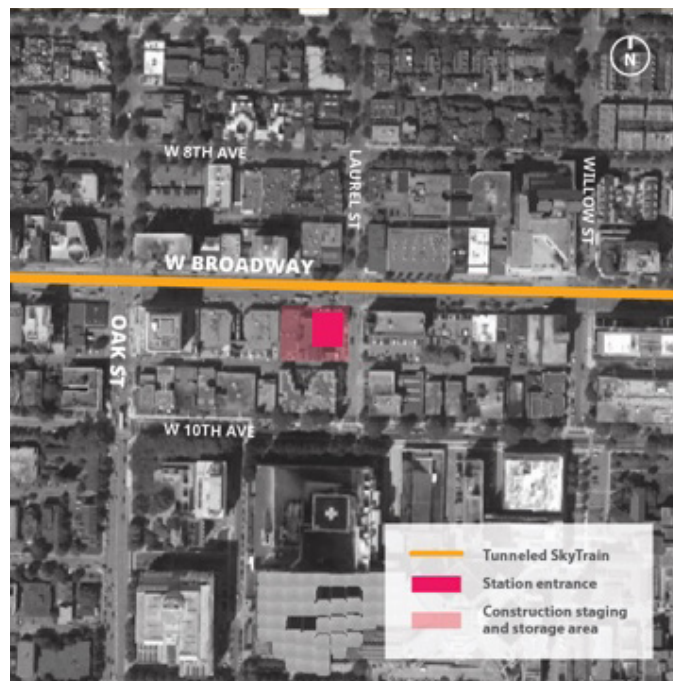 N
W 8TH AVE
LAUREL ST
WILLOW ST
W BROADWAY
OAK ST
W 10TH AVE
Tunneled SkyTrain
Station entrance
Construction staging
and storage area